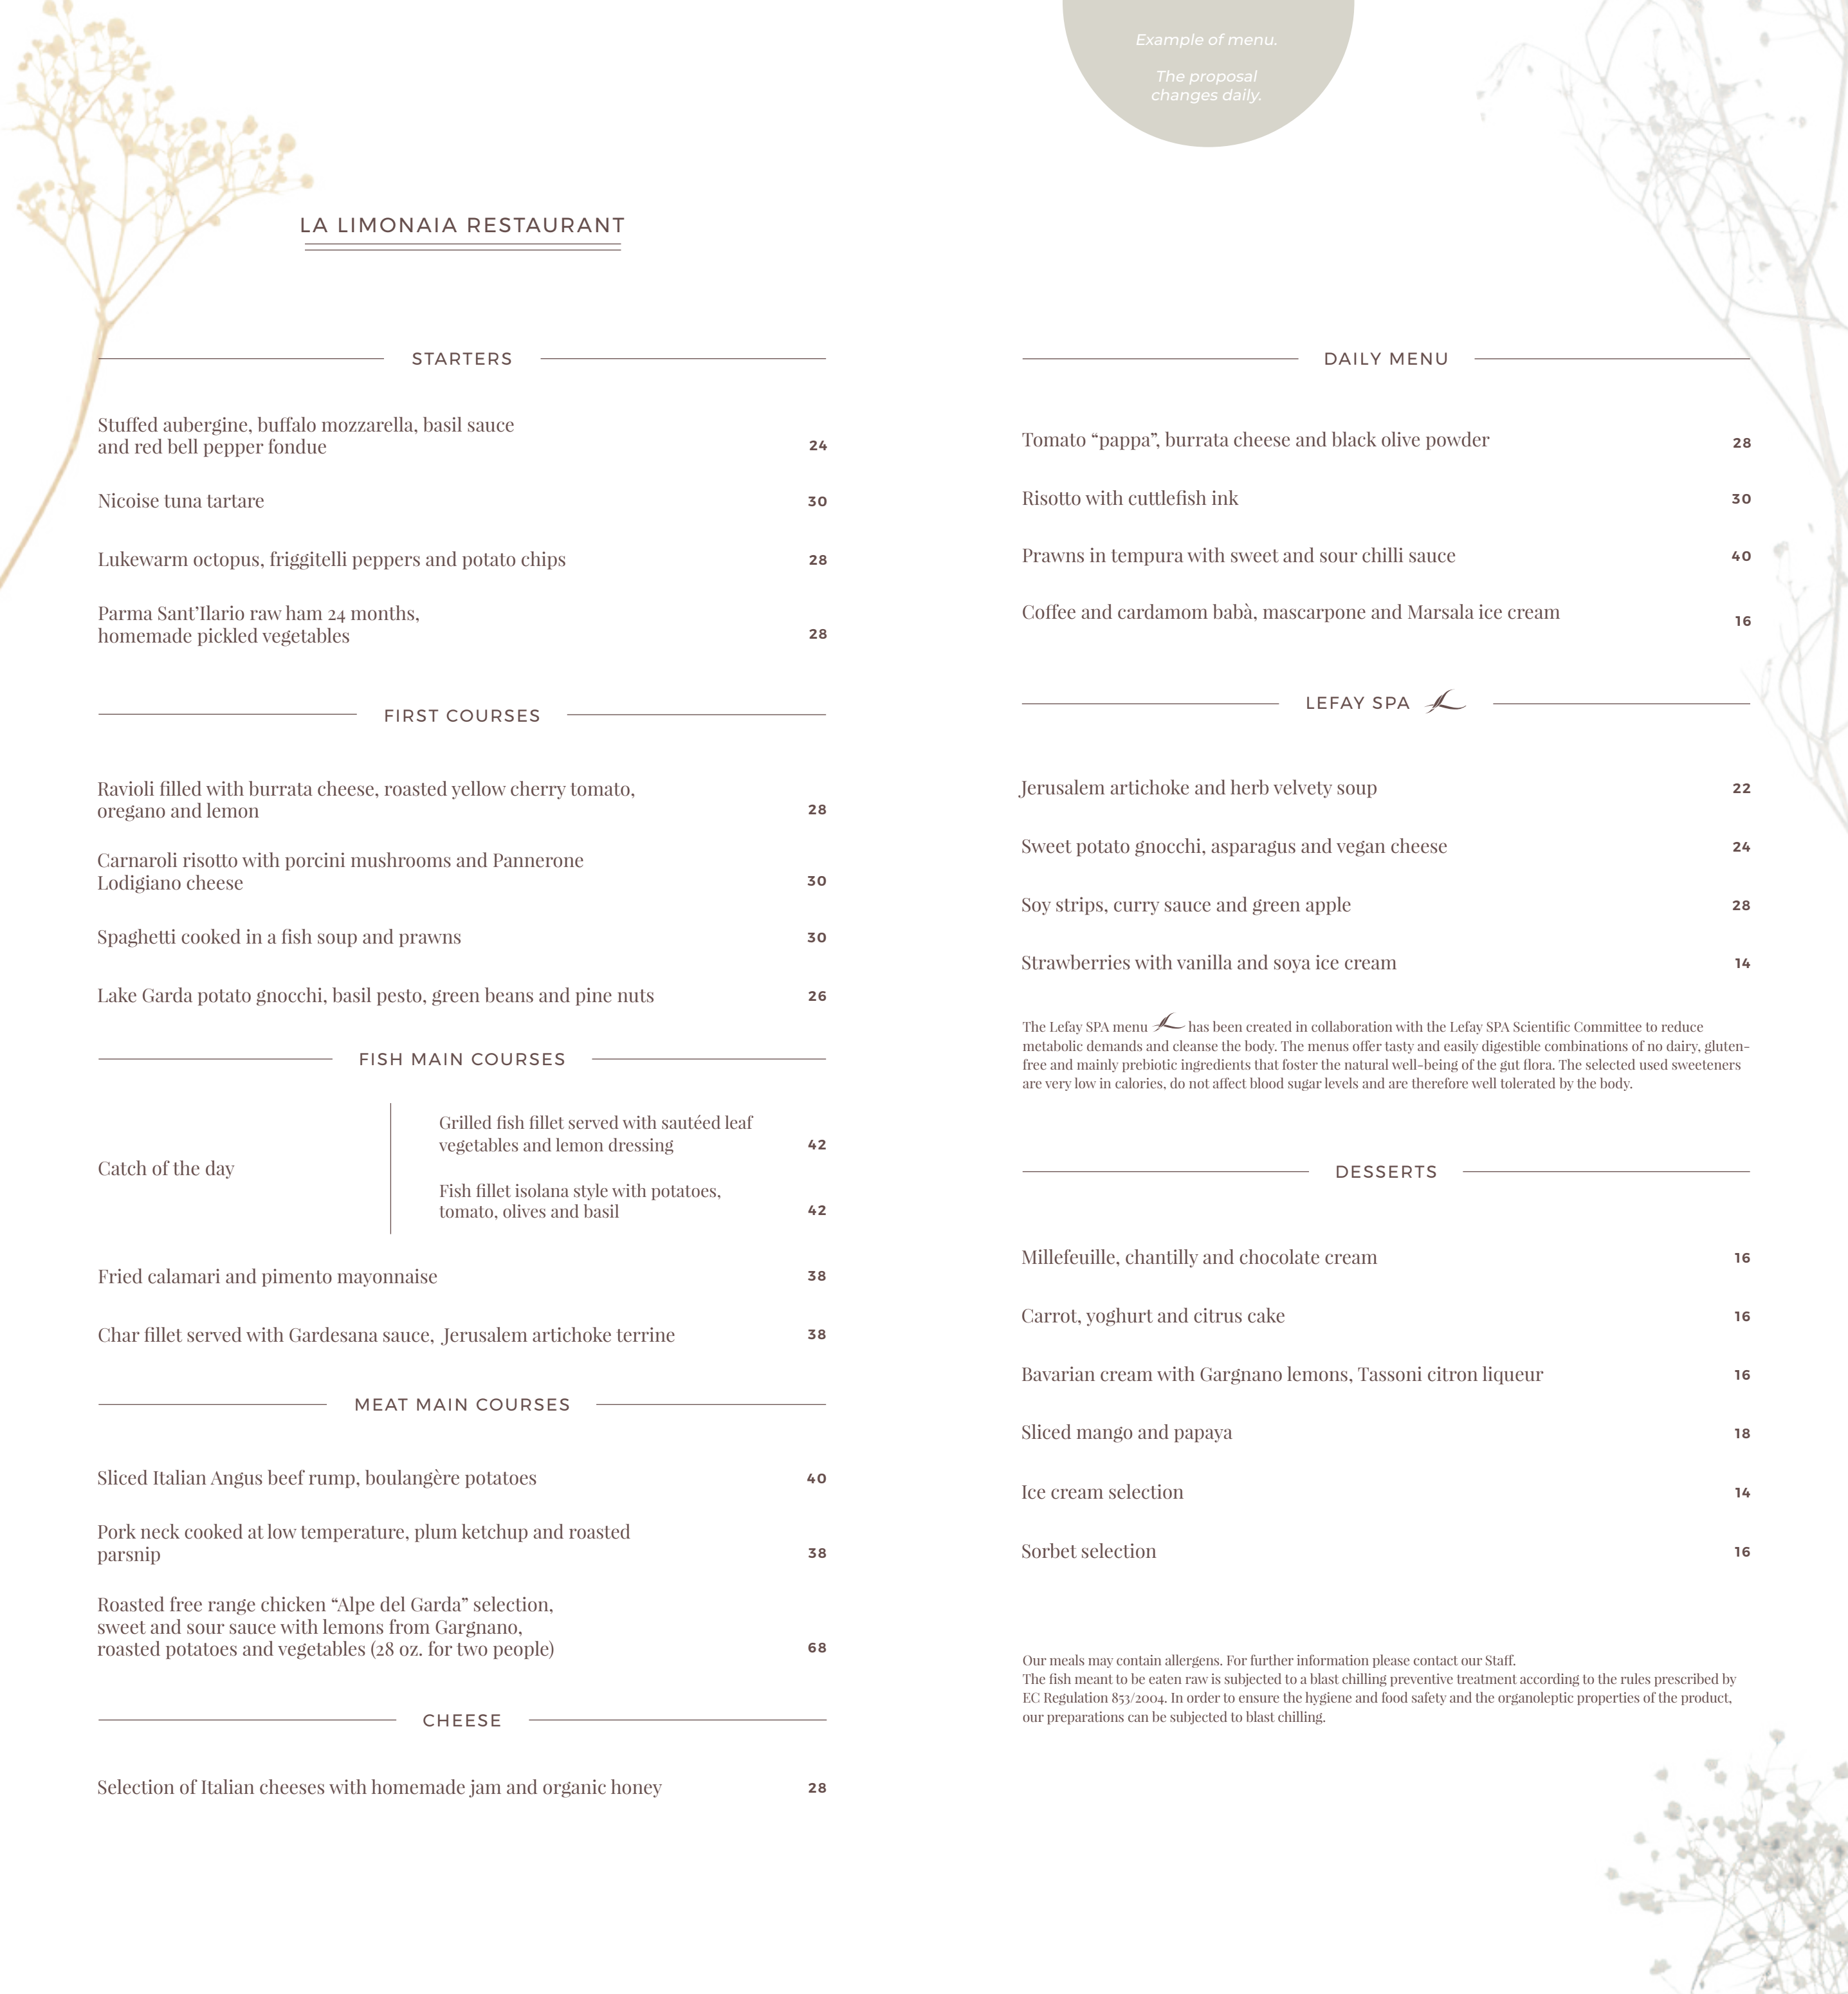 LA LIMONAIA RESTAURANT
STARTERS
Stuffed aubergine, buffalo mozzarella, basil sauce
and red bell pepper fondue 24
Nicoise tuna tartare 30
Lukewarm octopus, friggitelli peppers and potato chips 28
Parma Sant’Ilario raw ham 24 months,
homemade pickled vegetables 28
FIRST COURSES
Ravioli filled with burrata cheese, roasted yellow cherry tomato,
oregano and lemon 28
Carnaroli risotto with porcini mushrooms and Pannerone
Lodigiano cheese 30
Spaghetti cooked in a fish soup and prawns 30
Lake Garda potato gnocchi, basil pesto, green beans and pine nuts 26
FISH MAIN COURSES
Catch of the day
Grilled fish fillet served with sautéed leaf
vegetables and lemon dressing 42
Fish fillet isolana style with potatoes,
tomato, olives and basil 42
Fried calamari and pimento mayonnaise 38
Char fillet served with Gardesana sauce, Jerusalem artichoke terrine 38
MEAT MAIN COURSES
Sliced Italian Angus beef rump, boulangère potatoes 40
Pork neck cooked at low temperature, plum ketchup and roasted
parsnip 38
Roasted free range chicken “Alpe del Garda” selection,
sweet and sour sauce with lemons from Gargnano,
roasted potatoes and vegetables (28 oz. for two people) 68
CHEESE
Selection of Italian cheeses with homemade jam and organic honey 28
Example of menu.
The proposal
changes daily.
DAILY MENU
Tomato “pappa”, burrata cheese and black olive powder 28
Risotto with cuttlefish ink 30
Prawns in tempura with sweet and sour chilli sauce 40
Coffee and cardamom babà, mascarpone and Marsala ice cream 16
LEFAY SPA
Jerusalem artichoke and herb velvety soup 22
Sweet potato gnocchi, asparagus and vegan cheese 24
Soy strips, curry sauce and green apple 28
Strawberries with vanilla and soya ice cream 14
The Lefay SPA menu has been created in collaboration with the Lefay SPA Scientific Committee to reduce
metabolic demands and cleanse the body. The menus offer tasty and easily digestible combinations of no dairy, gluten-
free and mainly prebiotic ingredients that foster the natural well-being of the gut flora. The selected used sweeteners
are very low in calories, do not affect blood sugar levels and are therefore well tolerated by the body.
DESSERTS
Millefeuille, chantilly and chocolate cream 16
Carrot, yoghurt and citrus cake 16
Bavarian cream with Gargnano lemons, Tassoni citron liqueur 16
Sliced mango and papaya 18
Ice cream selection 14
Sorbet selection 16
Our meals may contain allergens. For further information please contact our Staff.
The fish meant to be eaten raw is subjected to a blast chilling preventive treatment according to the rules prescribed by
EC Regulation 853/2004. In order to ensure the hygiene and food safety and the organoleptic properties of the product,
our preparations can be subjected to blast chilling.